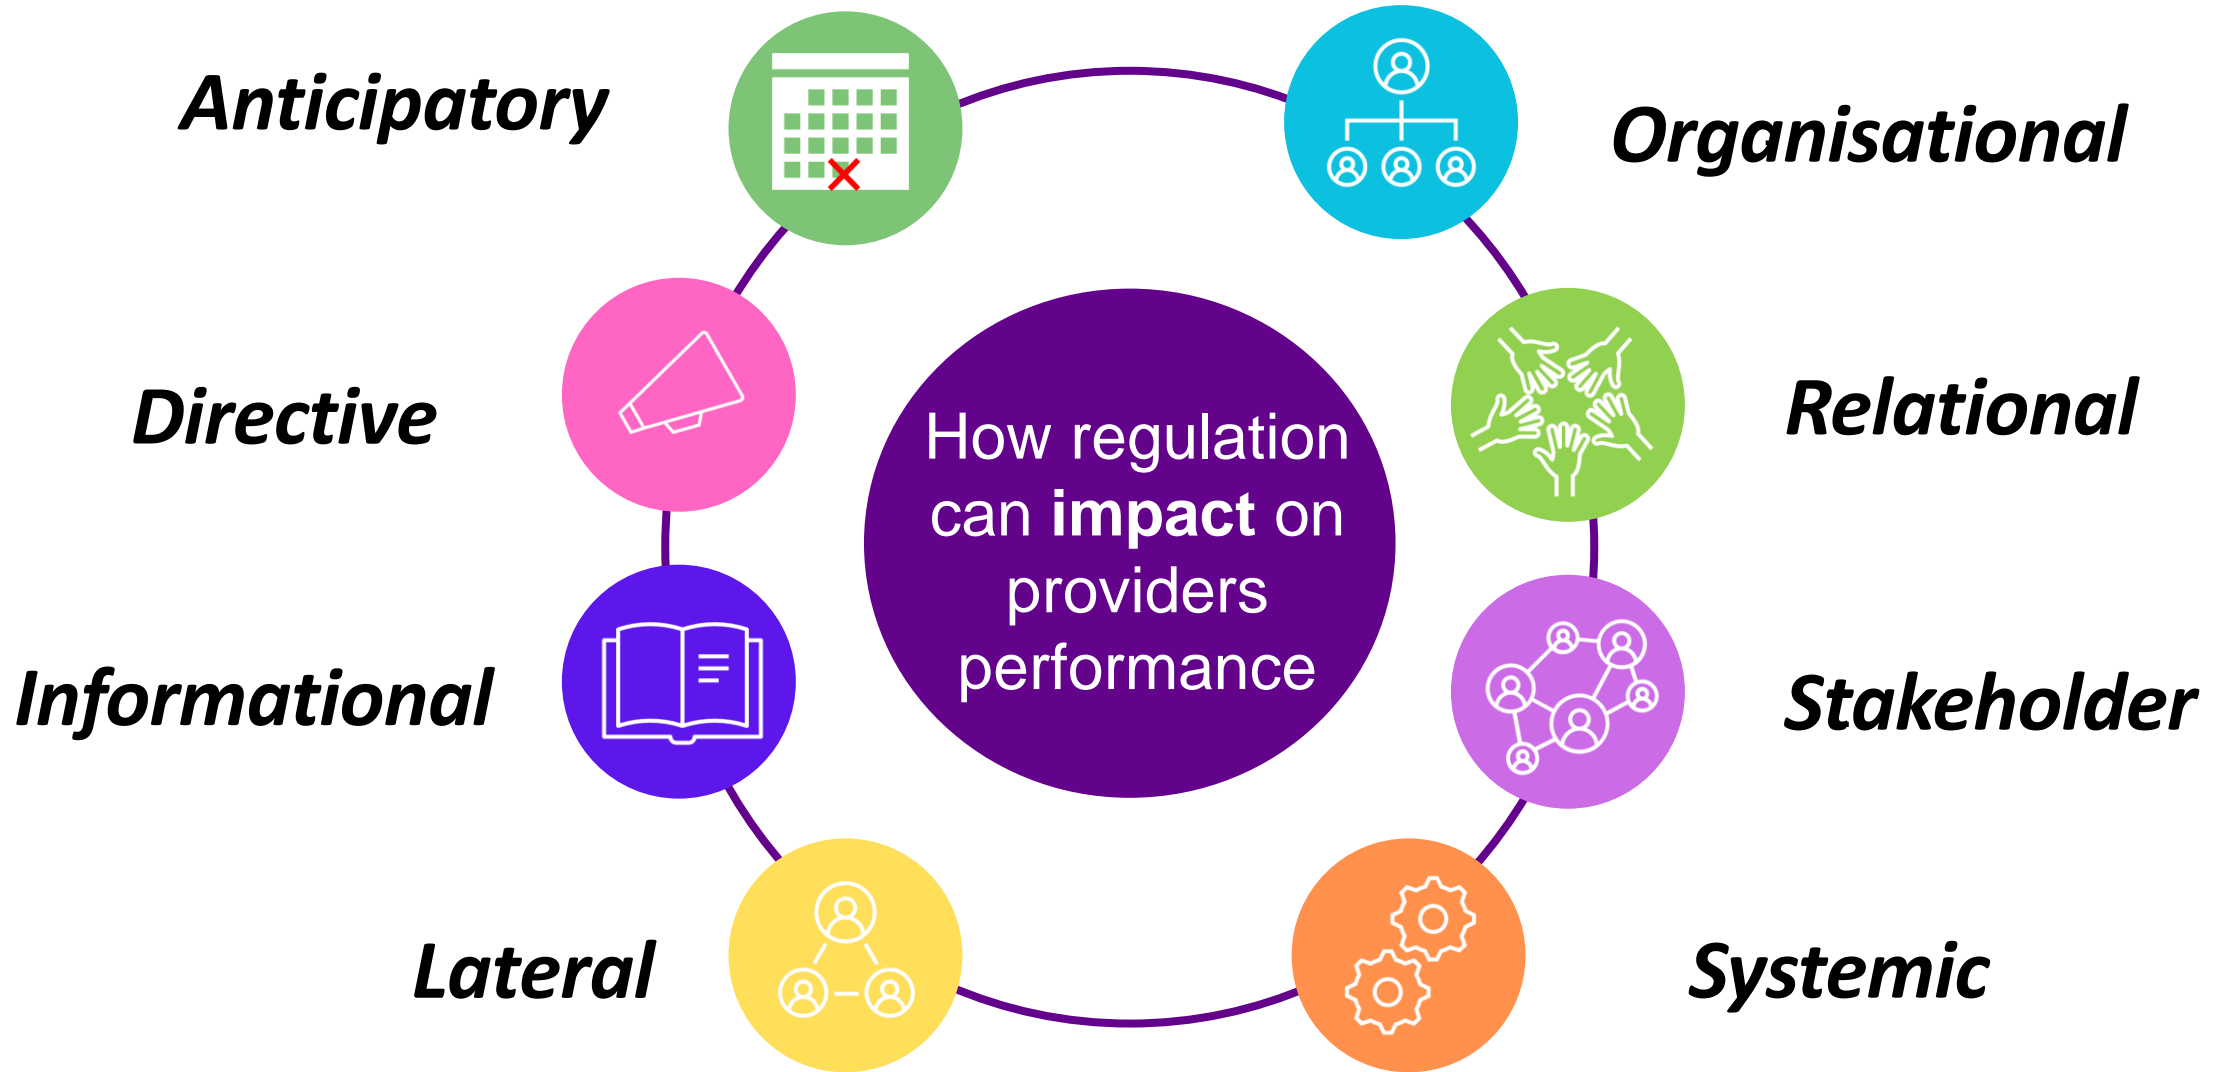 Anticipatory
Organisational
Directive
Relational
How regulation
can impact on
providers
performance
Informational
Stakeholder
Lateral
Systemic